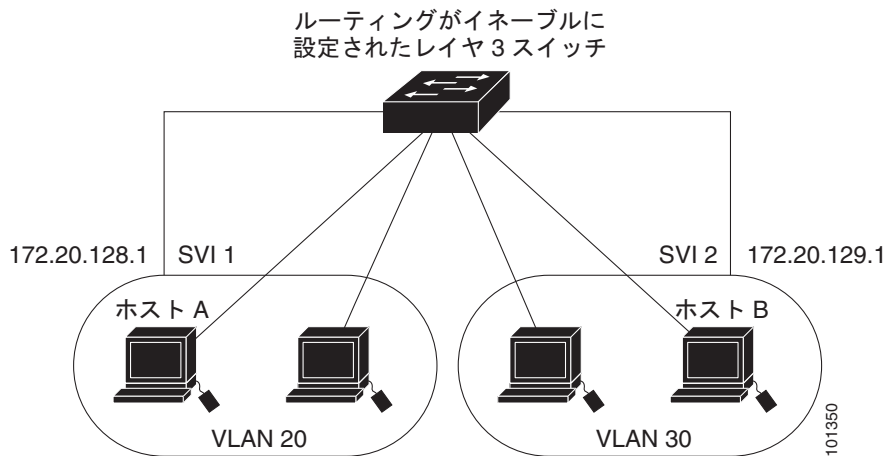 ルーティングがイネーブルに
設定されたレイヤ 3 スイッチ
172.20.128.1 SVI 1
SVI 2 172.20.129.1
ホスト A
ホスト B
VLAN 20
VLAN 30
101350